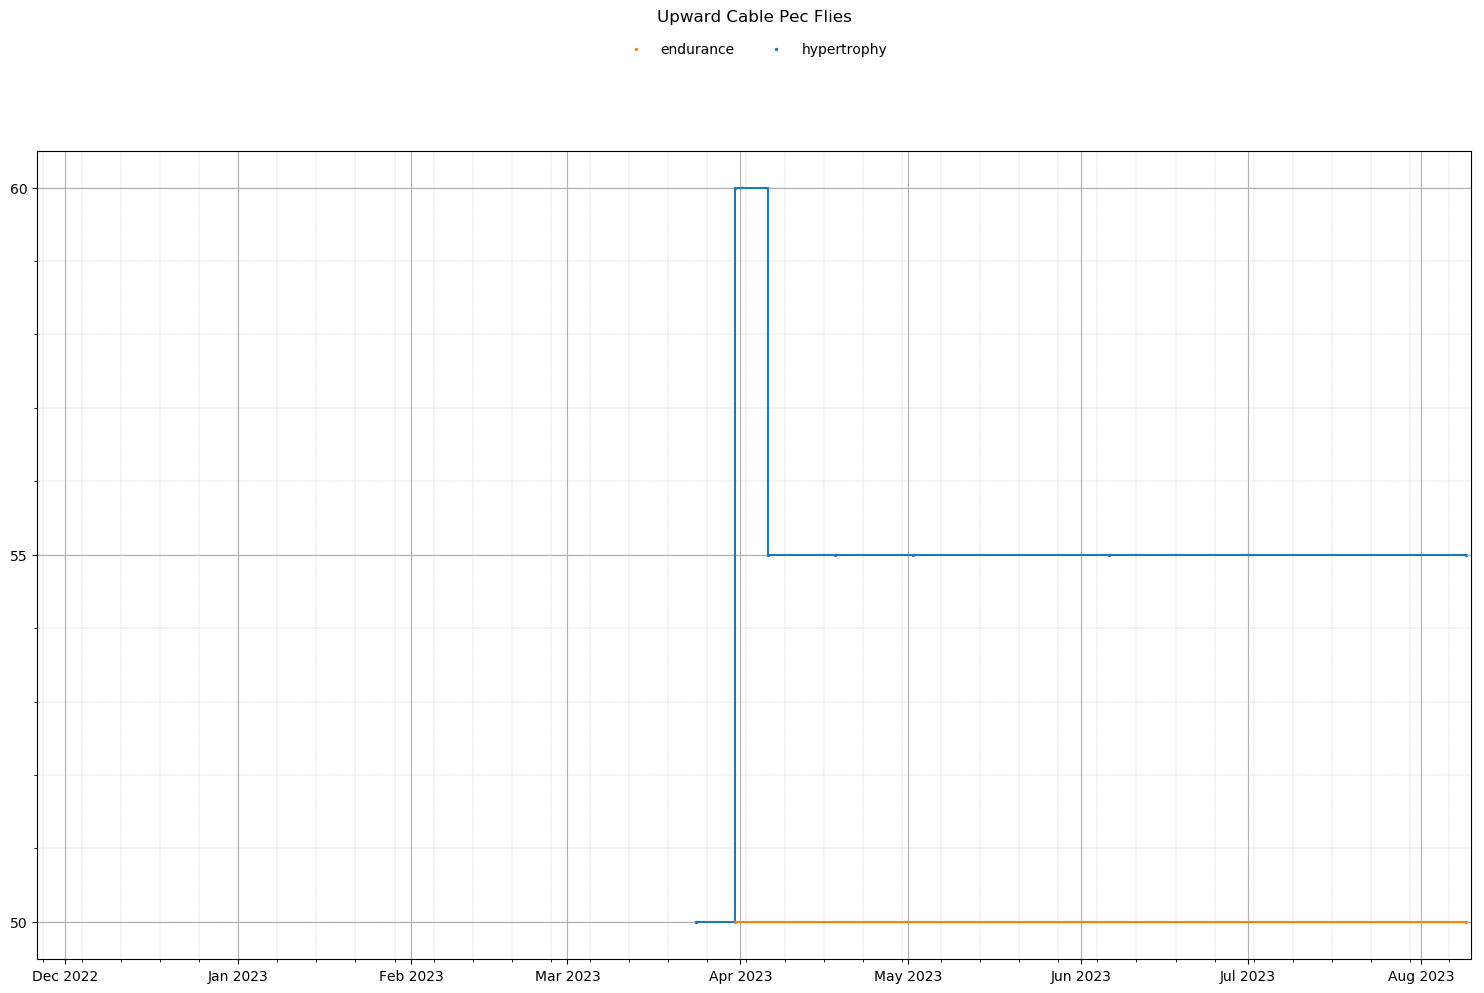 Upward Cable Pec Flies
endurance hypertrophy
60
55
50
Dec 2022 Jan 2023 Feb 2023 Mar 2023 Apr 2023 May 2023 Jun 2023 Jul 2023 Aug 2023